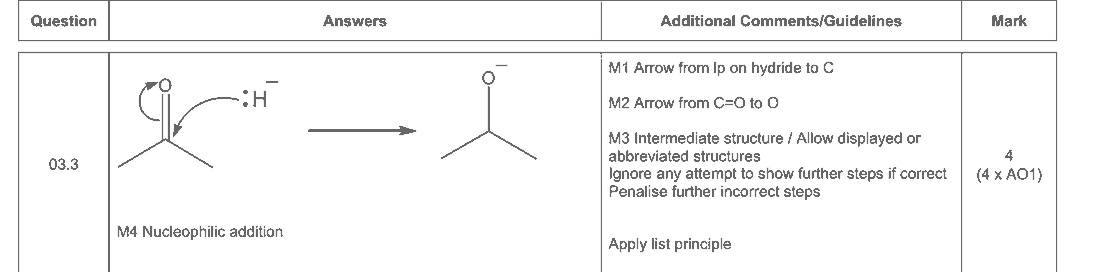 Question Answers Additional Comments/Guidelines Mark
M1 Arrow from lp on hydride to C
O :H − O −
M2 Arrow from C=O to O
M3 Intermediate structure / Allow displayed or
abbreviated structures
03.3
Ignore any attempt to show further steps if correct
Penalise further incorrect steps
4
(4 x AO1)
M4 Nucleophilic addition
Apply list principle